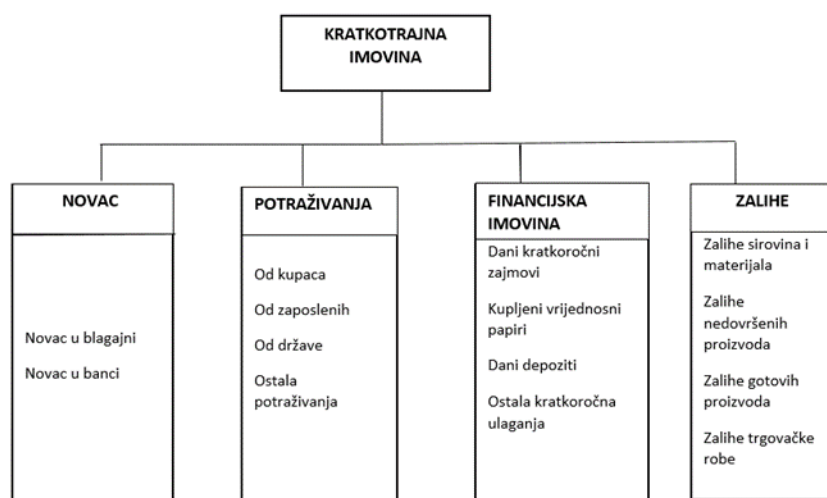 KRATKOTRAJNA
IMOVINA
NOVAC
Novac u blagajni
Novac u banci
POTRAŽIVANJA
Od kupaca
Od zaposlenih
Od države
Ostala
potraživanja
FINANCIJSKA
IMOVINA
Dani kratkoročni
zajmovi
Kupljeni vrijednosni
papiri
Dani depoziti
Ostala kratkoročna
ulaganja
ZALIHE
Zalihe sirovina i
materijala
Zalihe
nedovršenih
proizvoda
Zalihe gotovih
proizvoda
Zalihe trgovačke
robe